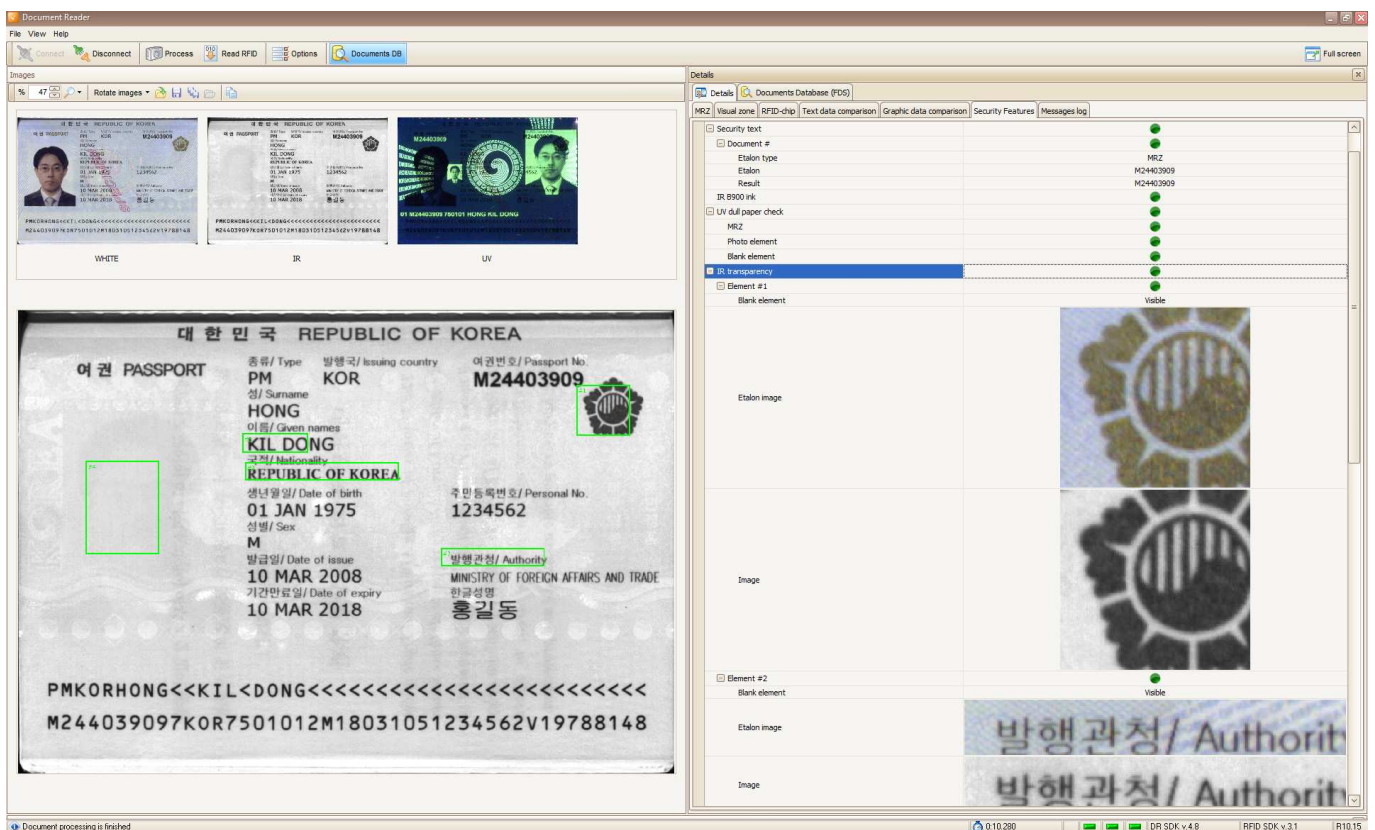 Document Reader
File View Help
Connect Disconnect Process Read RFID Options Documents DB Full screen
Images
% 47 Rotate images
WHITE IR UV
대 한 민 국 REPUBLIC OF KOREA
여 권 PASSPORT
종류/ Type 발행국/ Issuing country 여권번호/ Passport No.
PM KOR M24403909
성/ Surname
HONG
이름/ Given names
KIL DONG
국적/ Nationality
REPUBLIC OF KOREA
생년월일/ Date of birth 주민등록번호/ Personal No.
01 JAN 1975 1234562
성별/ Sex
M
발급일/ Date of issue 발행관청/ Authority
10 MAR 2008 MINISTRY OF FOREIGN AFFAIRS AND TRADE
기간만료일/ Date of expiry 한글성명
10 MAR 2018 홍길동
PMKORHONG<<KIL<DONG<<<<<<<<<<<<<<<<<<<<<<<<<
M244039097KOR7501012M18031051234562V19788148
Details
Details Documents Database (FDS)
MRZ Visual zone RFID-chip Text data comparison Graphic data comparison Security Features Messages log
Security text
Document #
Etalon type MRZ
Etalon M24403909
Result M24403909
IR B900 ink
UV dull paper check
MRZ
Photo element
Blank element
IR transparency
Element #1
Blank element Visible
Etalon image
Image
Element #2
Blank element Visible
Etalon image 발행관청/ Authorit
Image 발행관청/ Authorit
Document processing is finished 0:10.280 DR SDK v.4.8 RFID SDK v.3.1 R10.15